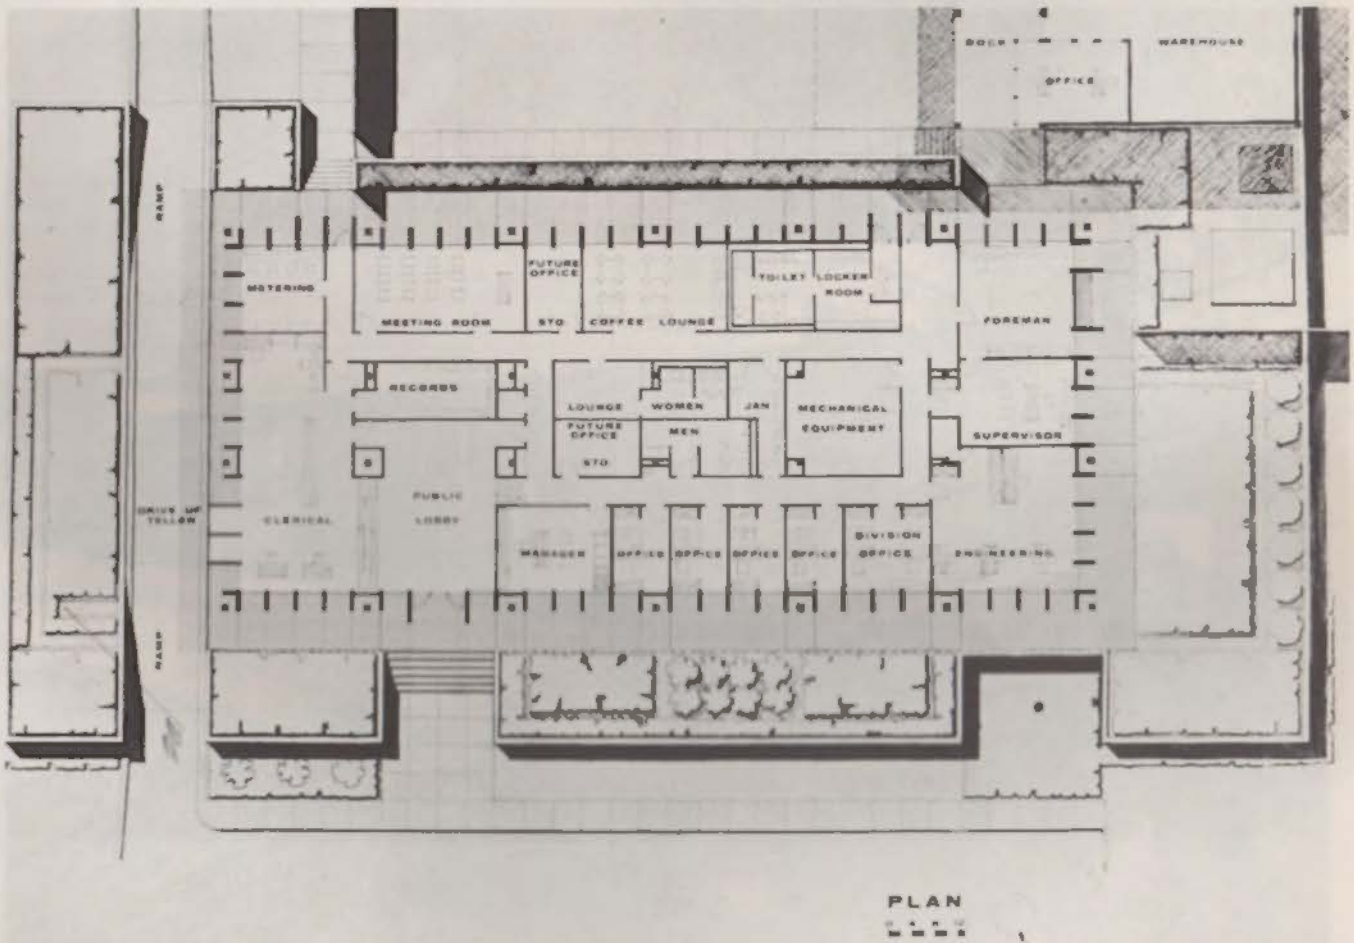 DOCK
WAREHOUSE
OFFICE
RAMP
METERING
MEETING ROOM
FUTURE
OFFICE
STO
COFFEE LOUNGE
TOILET
LOCKER
ROOM
FOREMAN
RECORDS
LOUNGE
WOMEN
JAN
MECHANICAL
EQUIPMENT
FUTURE
OFFICE
STO
MEN
SUPERVISOR
DRIVE UP
CLERICAL
PUBLIC
LOBBY
MANAGER
OFFICE
OFFICE
OFFICE
OFFICE
DIVISION
OFFICE
ENGINEERING
RAMP
PLAN